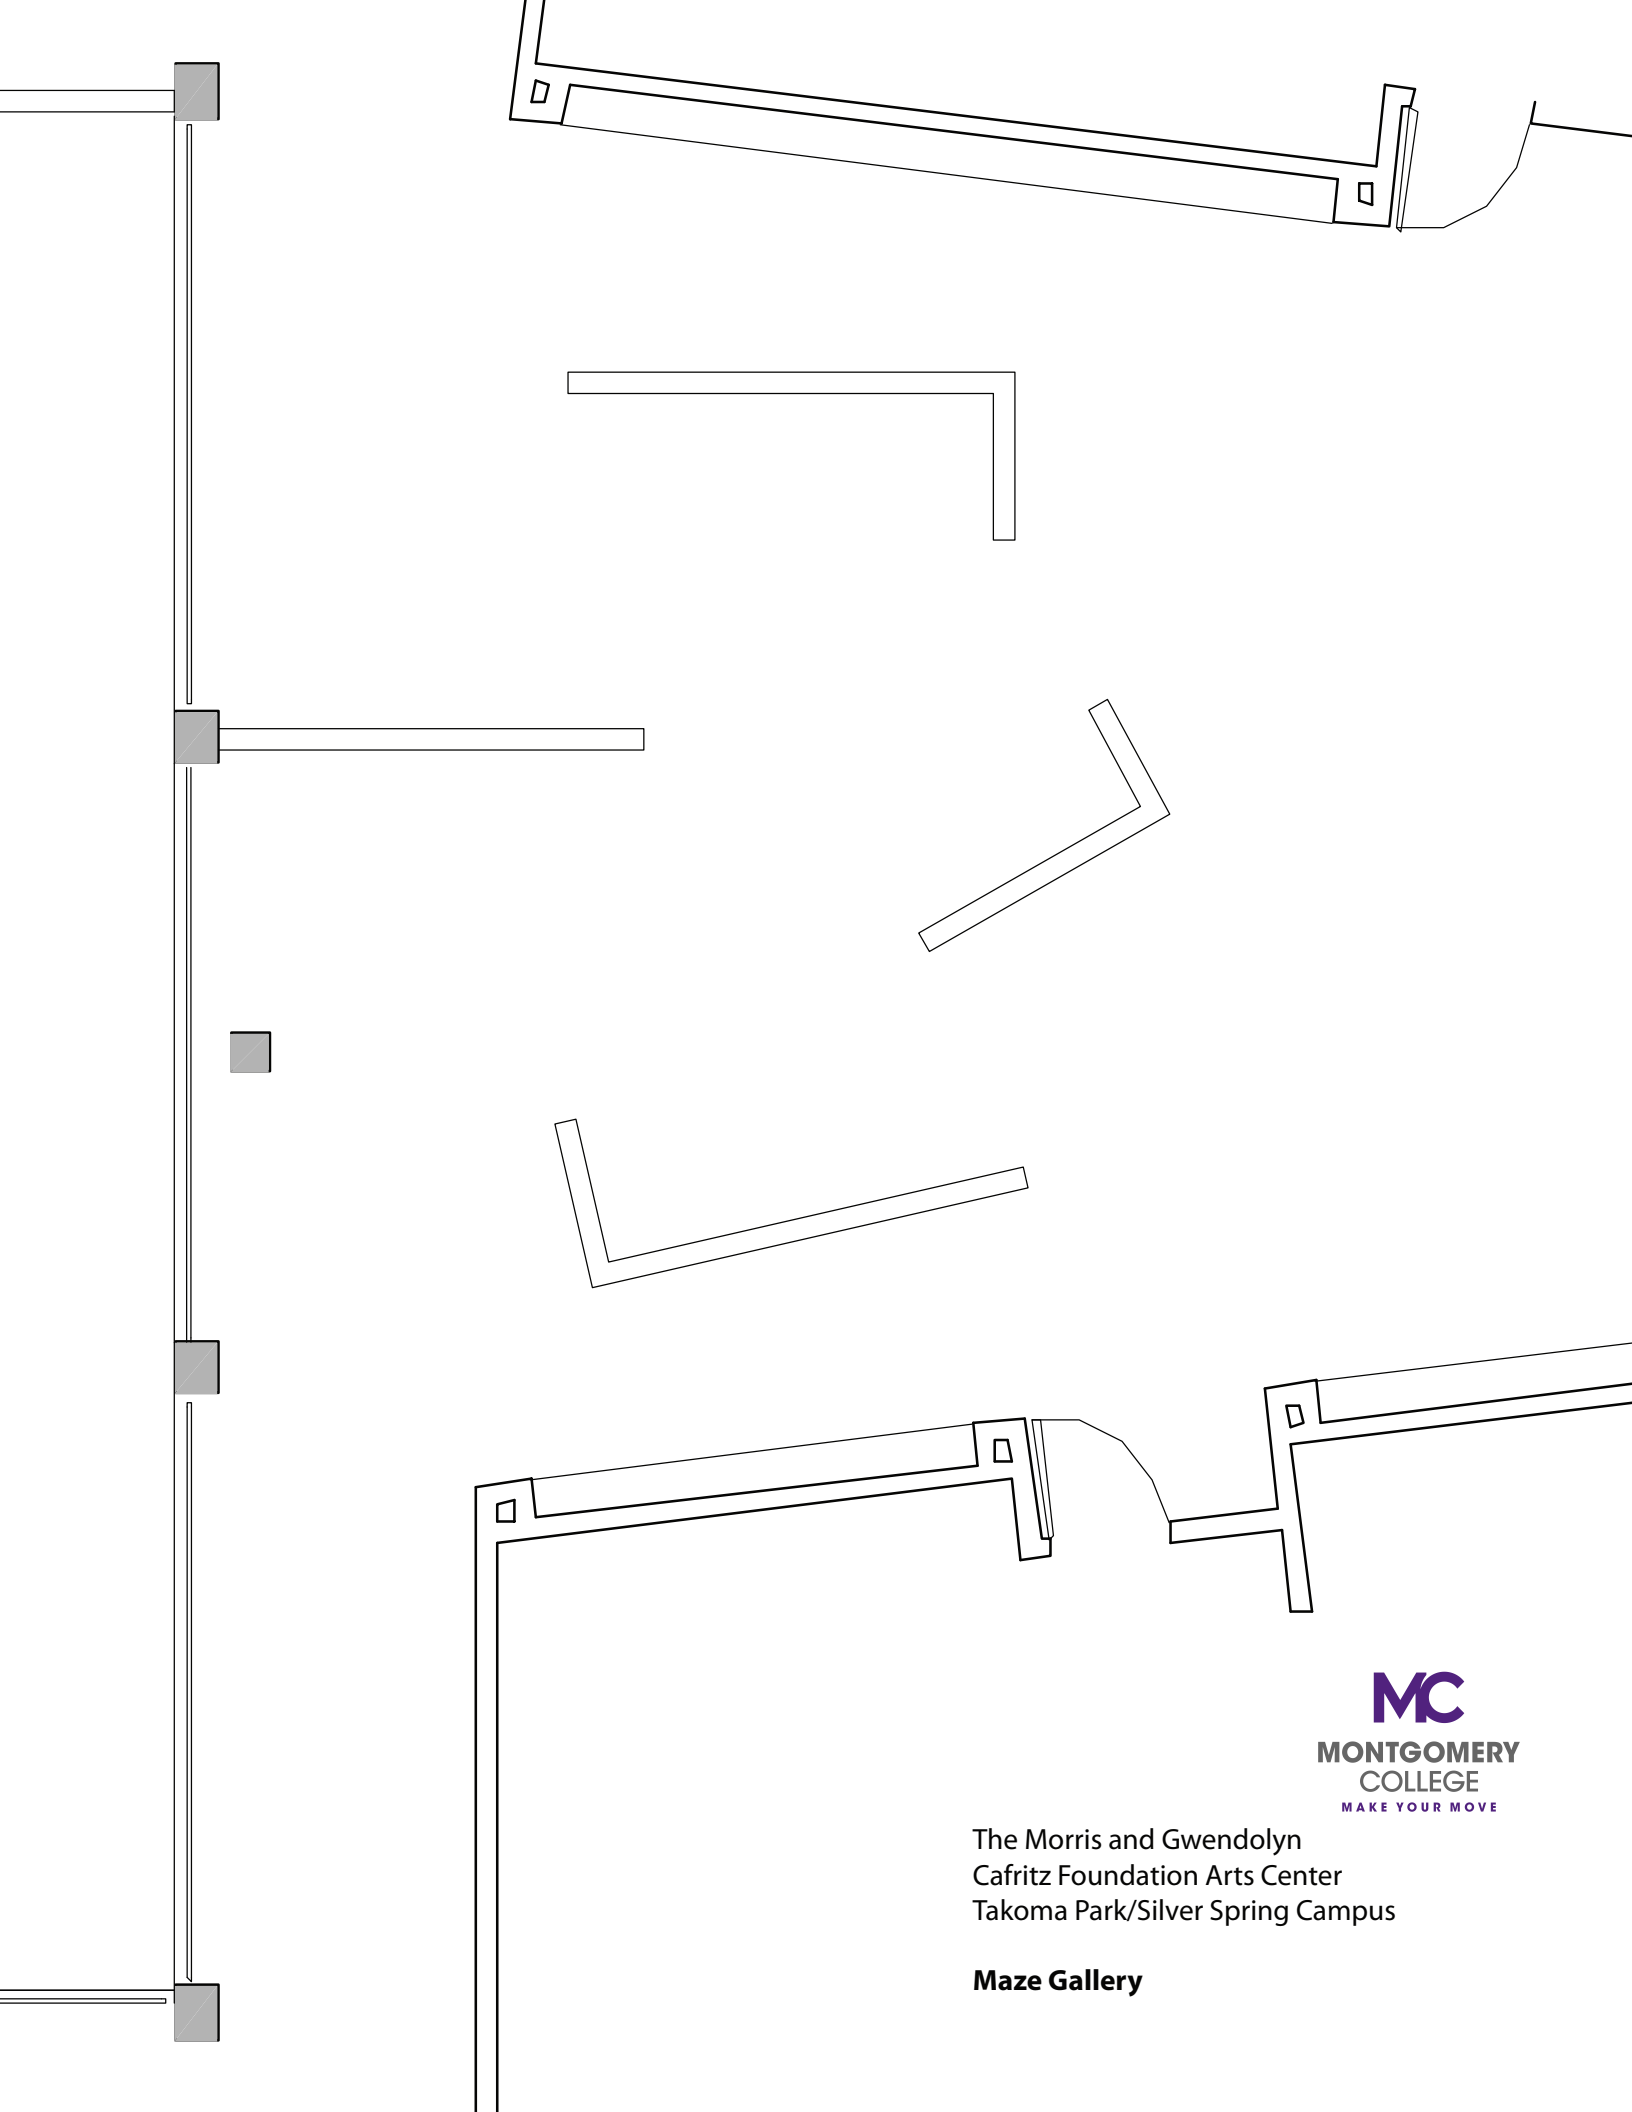 MC
MONTGOMERY
COLLEGE
MAKE YOUR MOVE
The Morris and Gwendolyn
Cafritz Foundation Arts Center
Takoma Park/Silver Spring Campus
Maze Gallery